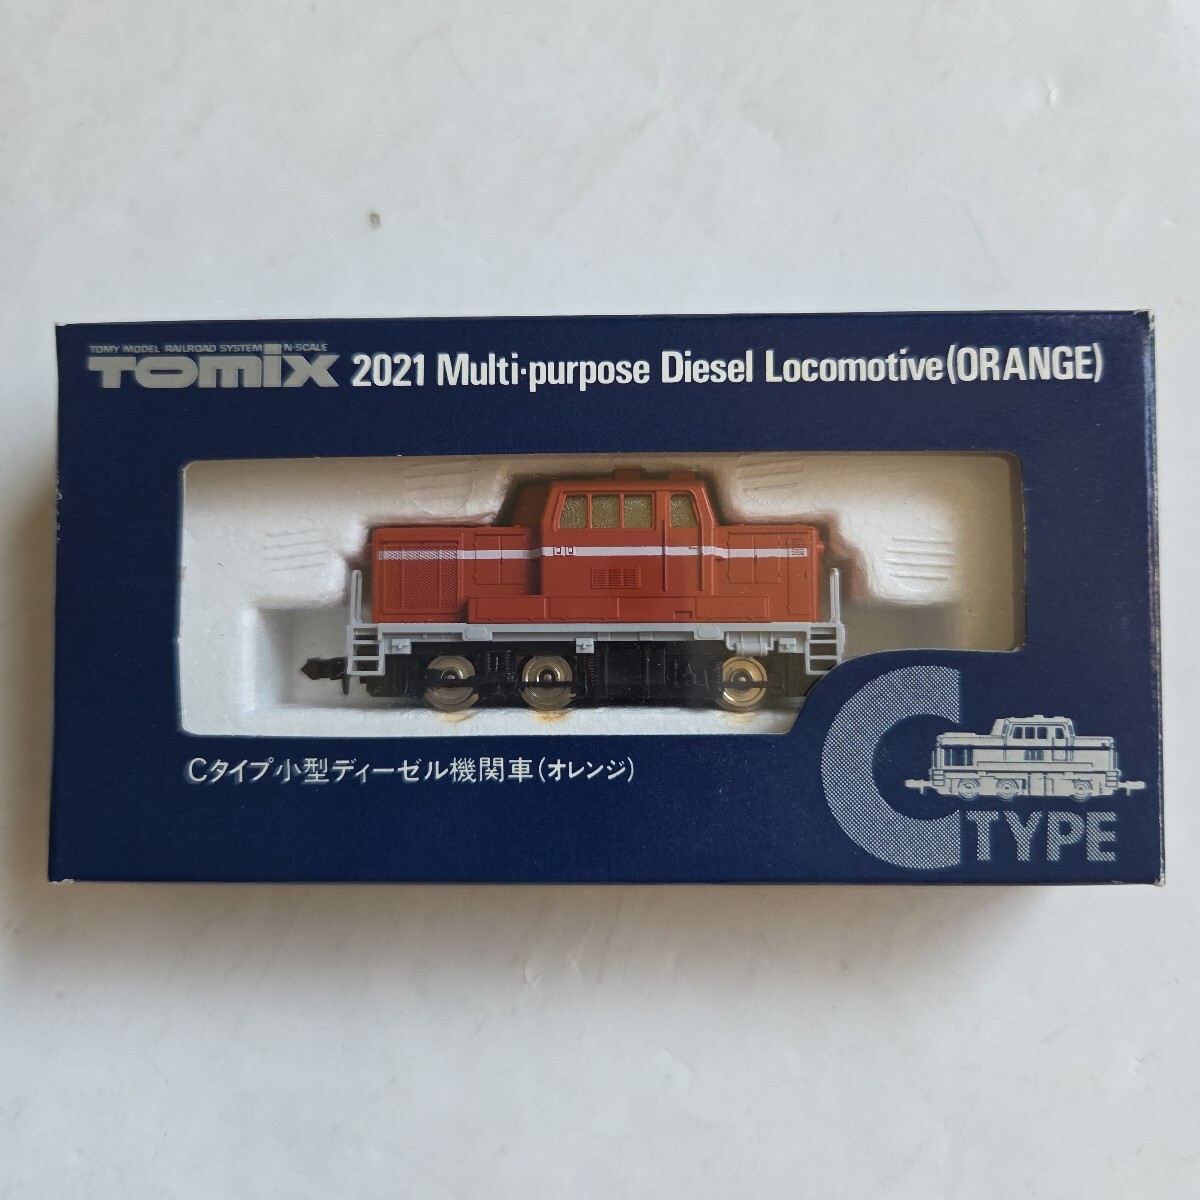 TOMY MODEL RAILROAD SYSTEM N-SCALE
TOMIX 2021 Multi-purpose Diesel Locomotive(ORANGE)
Cタイプ小型ディーゼル機関車(オレンジ)
C TYPE